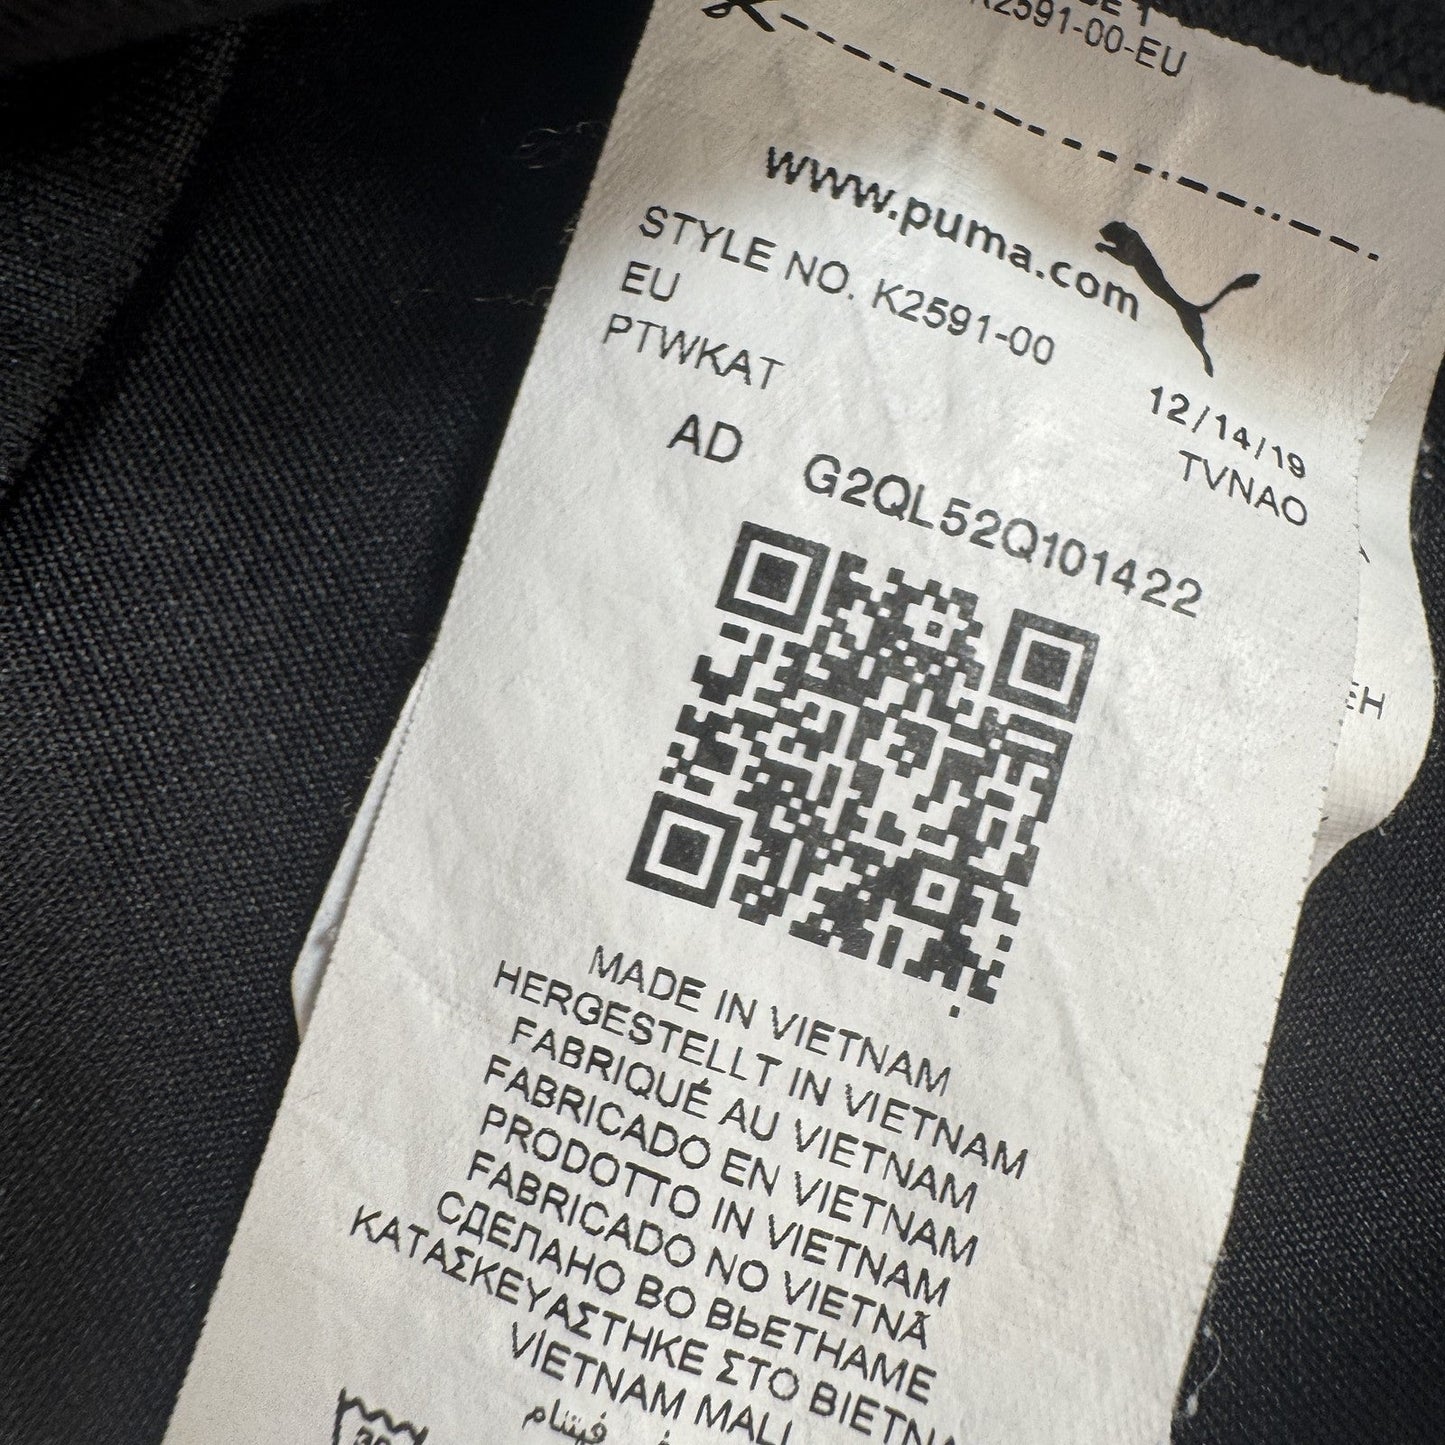 K2591-00-EU
www.puma.com
STYLE NO. K2591-00
EU
PTWKAT
12/14/19
TVNAO
AD G2QL52Q101422
MADE IN VIETNAM
HERGESTELLT IN VIETNAM
FABRIQUÉ AU VIETNAM
FABRICADO EN VIETNAM
PRODOTTO IN VIETNAM
FABRICADO NO VIETNÃ
СДЕЛАНО ВО ВЬЕТНАМЕ
ΚΑΤΑΣΚΕΥΑΣΤΗΚΕ ΣΤΟ
VIETNAM MALI
فيتنام
30